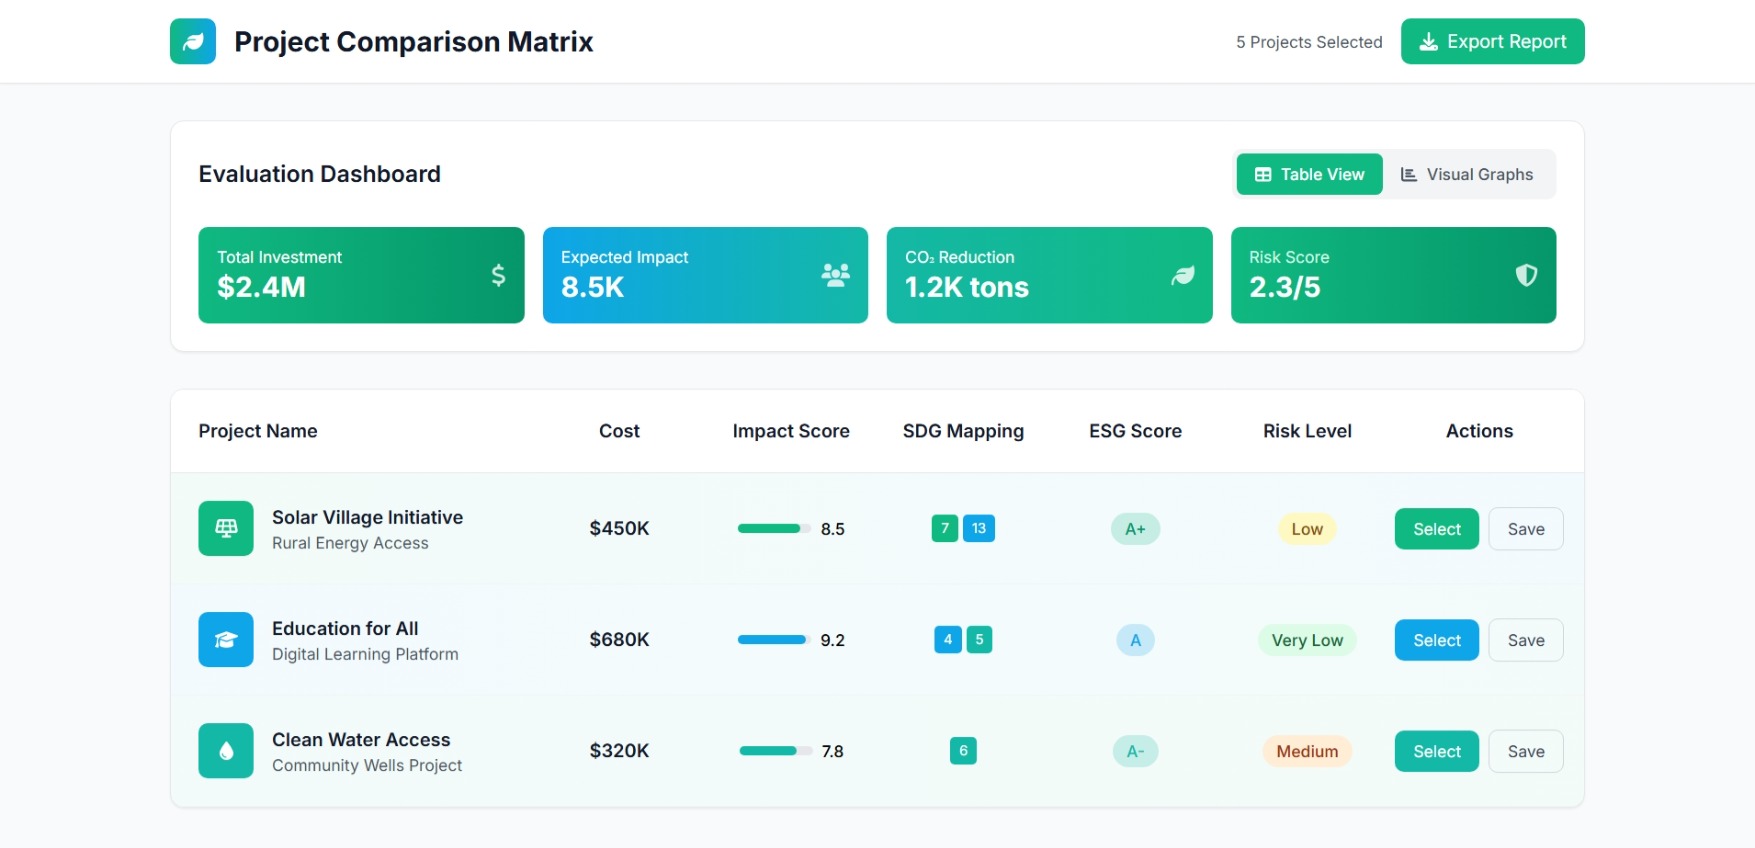 Project Comparison Matrix
5 Projects Selected
Export Report
Evaluation Dashboard
Table View
Visual Graphs
Total Investment
$2.4M
$
Expected Impact
8.5K
CO₂ Reduction
1.2K tons
Risk Score
2.3/5
Project Name Cost Impact Score SDG Mapping ESG Score Risk Level Actions
Solar Village Initiative
Rural Energy Access
$450K 8.5 7 13 A+ Low Select Save
Education for All
Digital Learning Platform
$680K 9.2 4 5 A Very Low Select Save
Clean Water Access
Community Wells Project
$320K 7.8 6 A- Medium Select Save